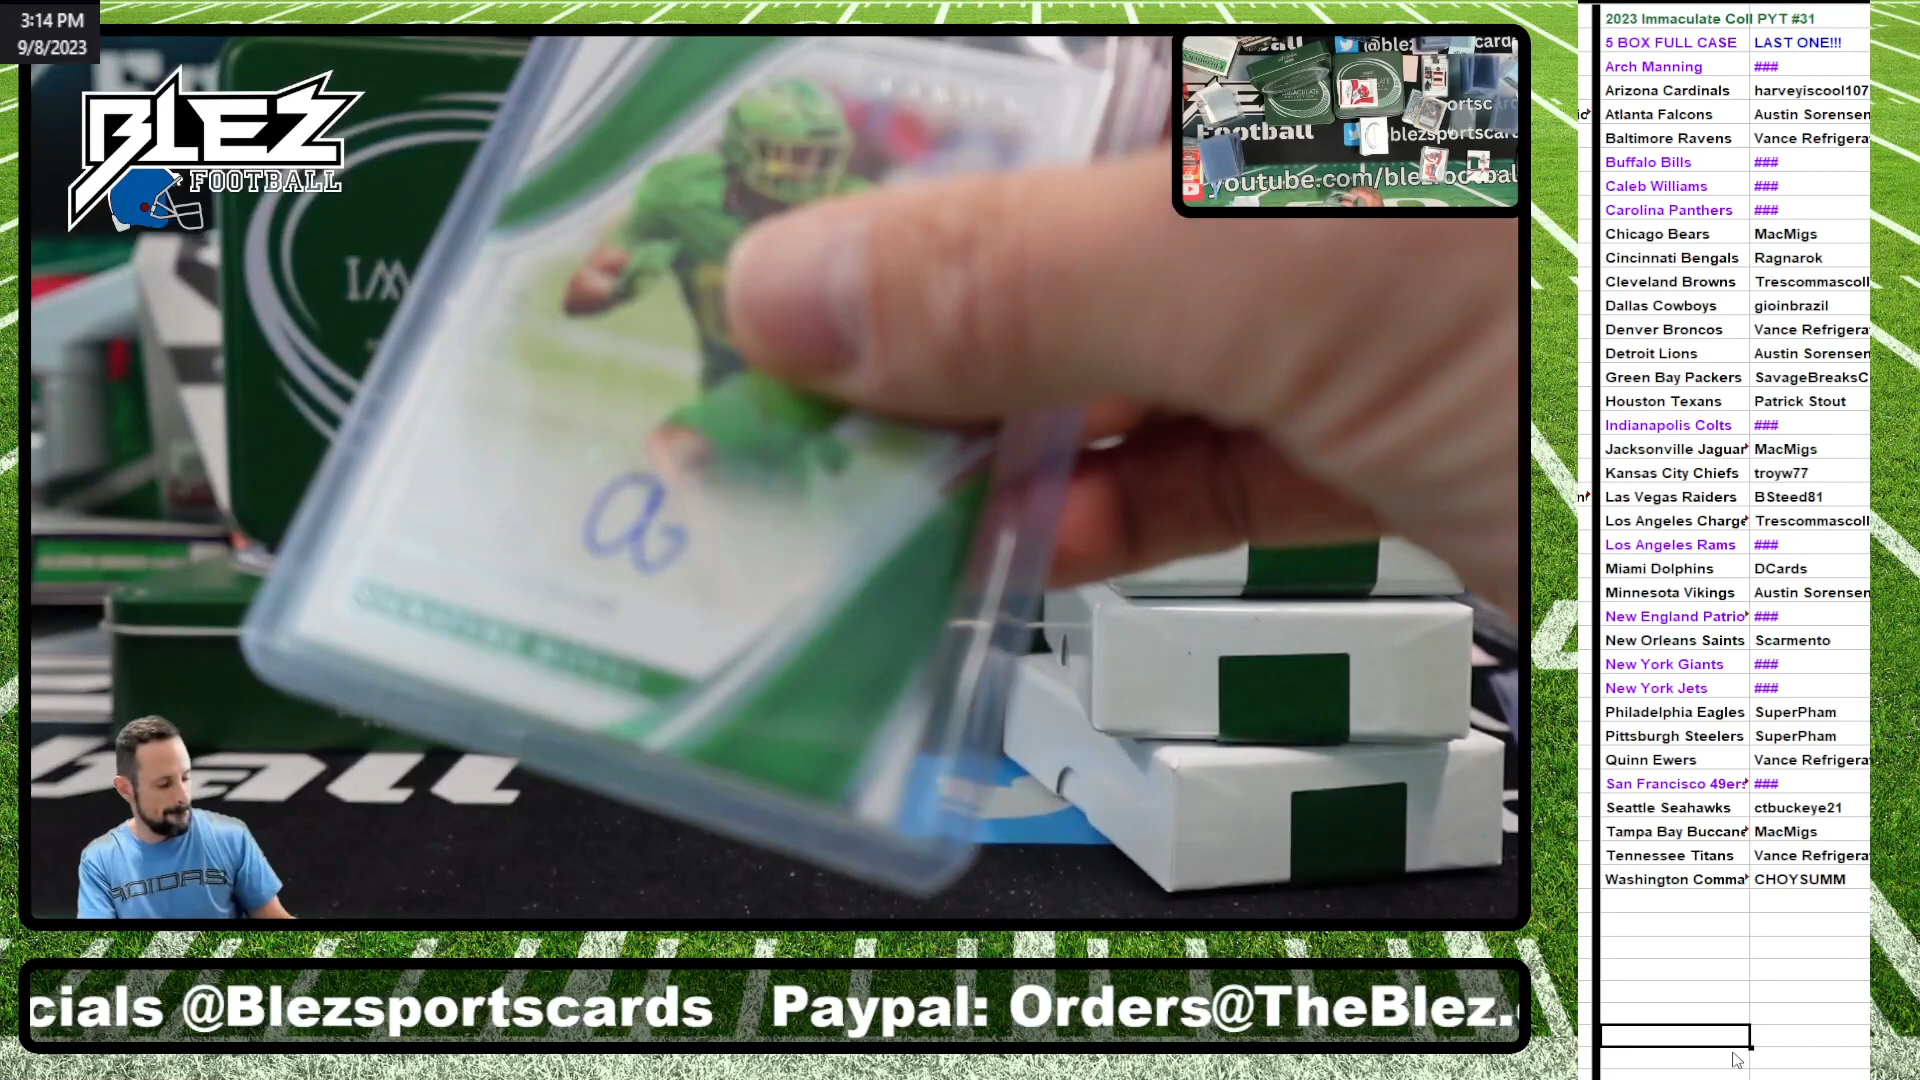 3:14 PM
9/8/2023
BLEZ
FOOTBALL
Football
youtube.com/blezfootbal
ball
ADIDAS
cials @Blezsportscards Paypal: Orders@TheBlez.
2023 Immaculate Coll PYT #31
5 BOX FULL CASE LAST ONE!!!
Arch Manning ###
Arizona Cardinals harveyiscool107
Atlanta Falcons Austin Sorensen
Baltimore Ravens Vance Refrigera
Buffalo Bills ###
Caleb Williams ###
Carolina Panthers ###
Chicago Bears MacMigs
Cincinnati Bengals Ragnarok
Cleveland Browns Trescommascoll
Dallas Cowboys gioinbrazil
Denver Broncos Vance Refrigera
Detroit Lions Austin Sorensen
Green Bay Packers SavageBreaksC
Houston Texans Patrick Stout
Indianapolis Colts ###
Jacksonville Jaguar MacMigs
Kansas City Chiefs troyw77
Las Vegas Raiders BSteed81
Los Angeles Charge Trescommascoll
Los Angeles Rams ###
Miami Dolphins DCards
Minnesota Vikings Austin Sorensen
New England Patrio ###
New Orleans Saints Scarmento
New York Giants ###
New York Jets ###
Philadelphia Eagles SuperPham
Pittsburgh Steelers SuperPham
Quinn Ewers Vance Refrigera
San Francisco 49ers ###
Seattle Seahawks ctbuckeye21
Tampa Bay Buccane MacMigs
Tennessee Titans Vance Refrigera
Washington Comma CHOYSUMM